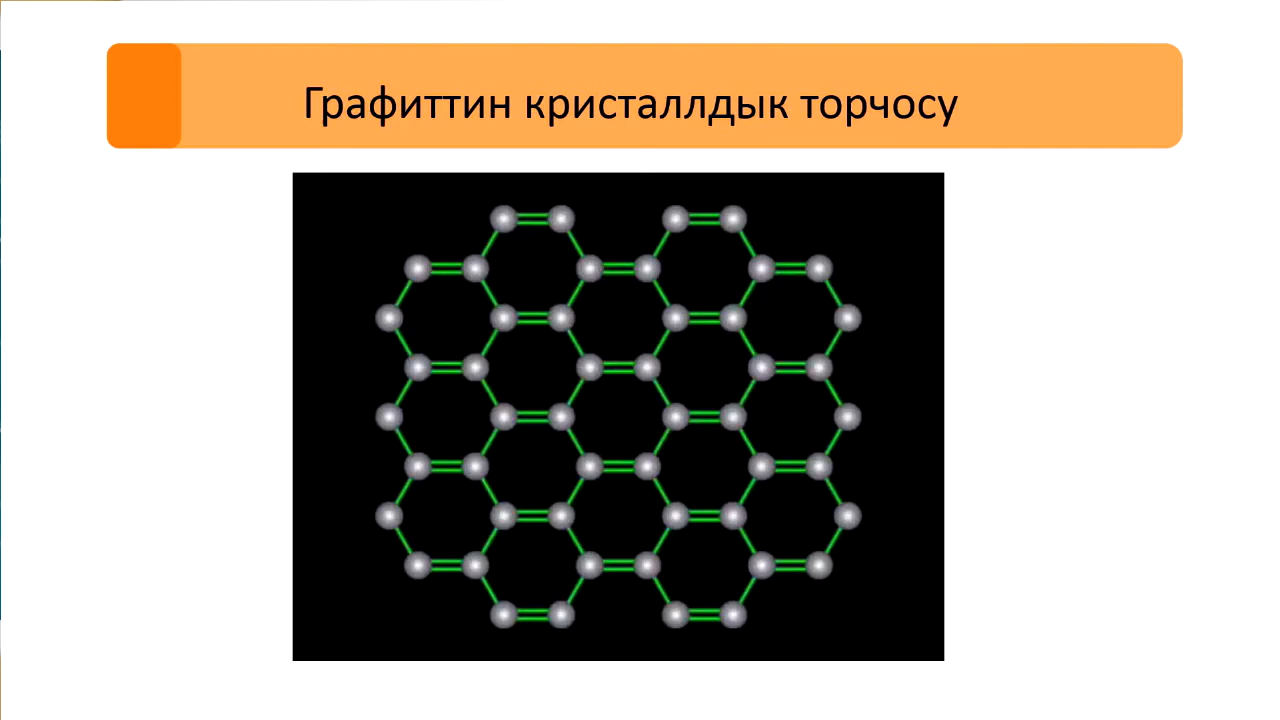 Графиттин кристаллдык торчосу